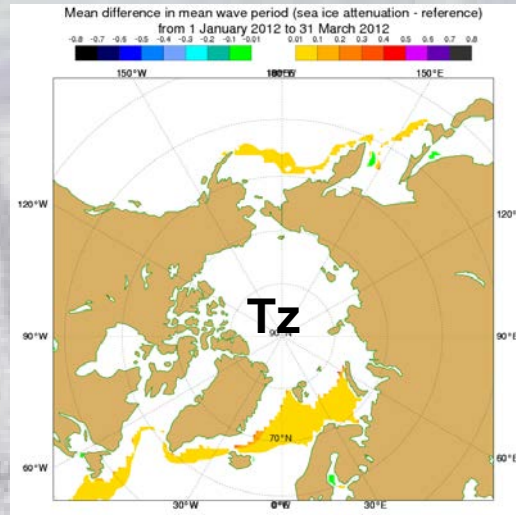 Mean difference in mean wave period (sea ice attenuation - reference)
from 1 January 2012 to 31 March 2012
-0.8 -0.7 -0.6 -0.5 -0.4 -0.3 -0.2 -0.1 -0.01 0.01 0.1 0.2 0.3 0.4 0.5 0.6 0.7 0.8
150°W 150°E
120°W 120°
Tz
90°W 90°N 90°E
70°N
60°W 60°E
30°W 30°E